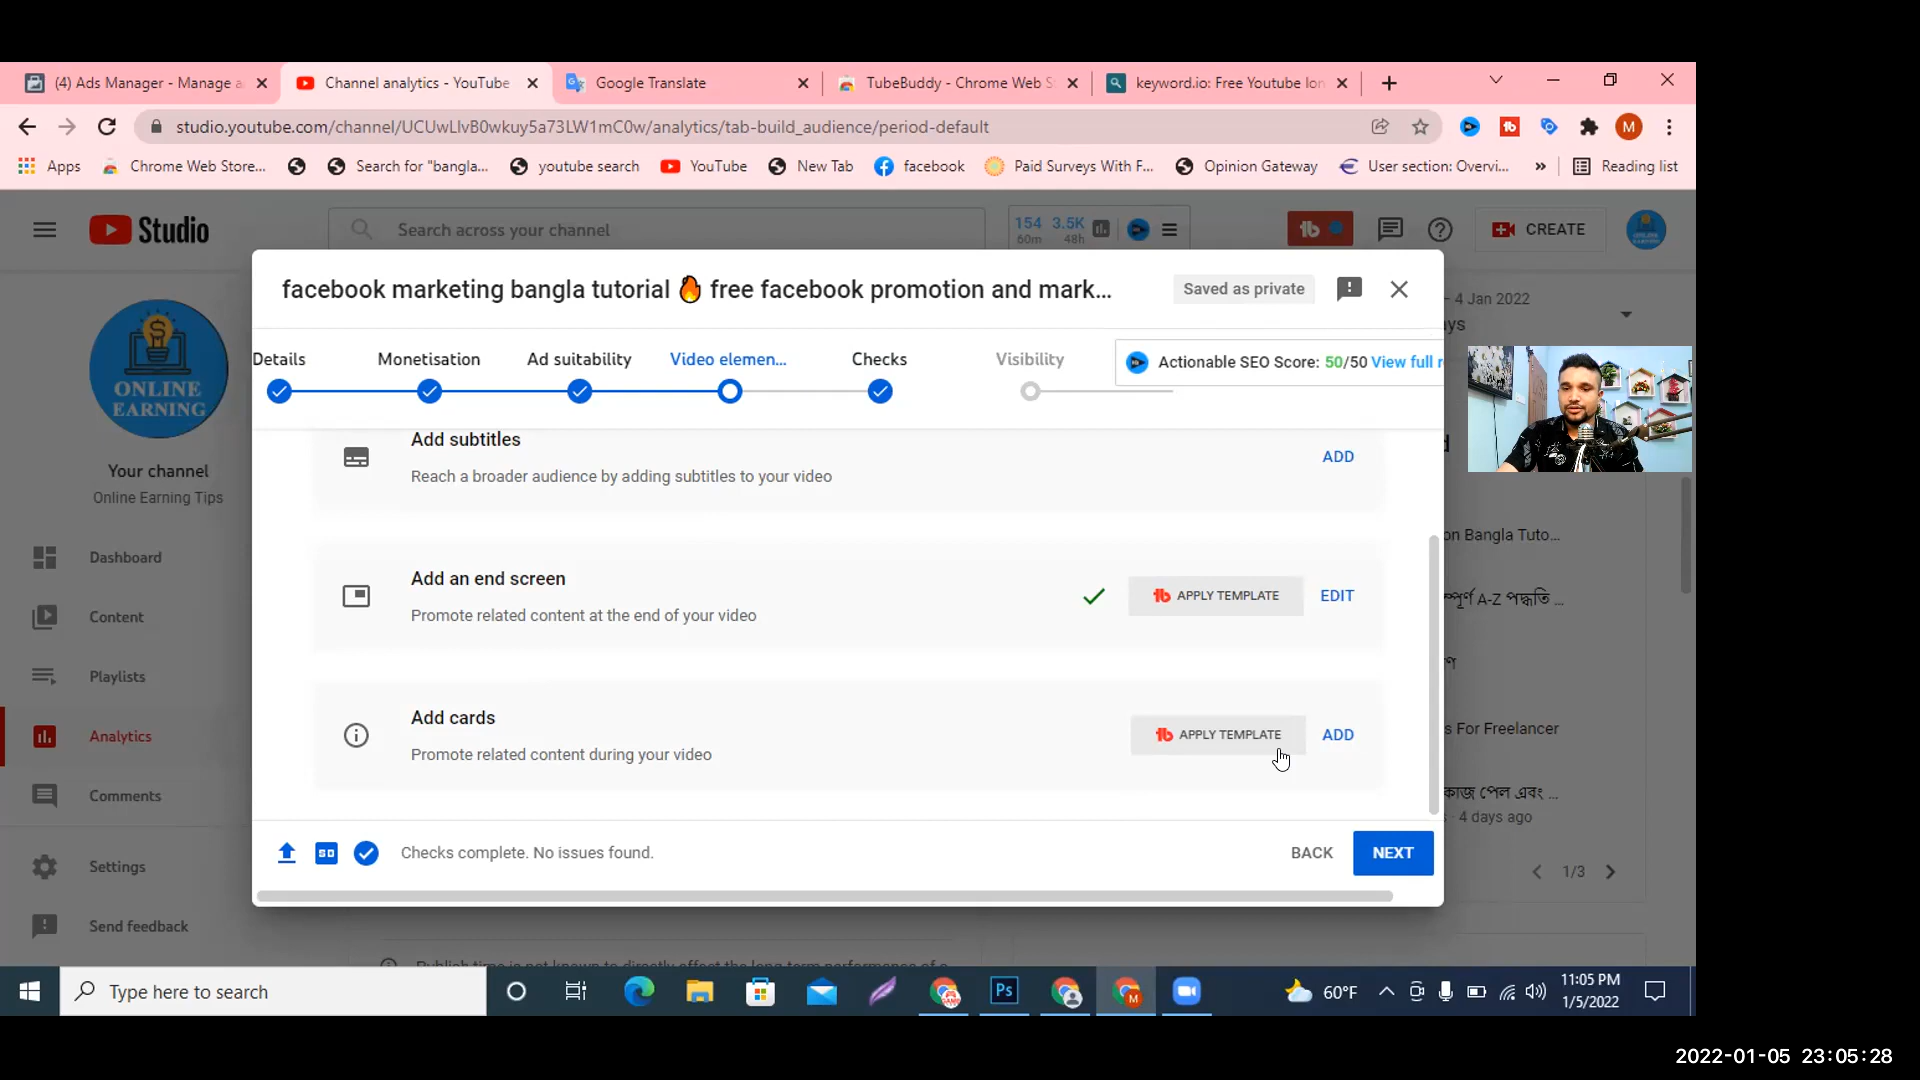 (4) Ads Manager - Manage a
Channel analytics - YouTube
Google Translate
TubeBuddy - Chrome Web S
keyword.io: Free Youtube lon
studio.youtube.com/channel/UCUwLlvB0wkuy5a73LW1mC0w/analytics/tab-build_audience/period-default
M
Apps
Chrome Web Store...
Search for "bangla...
youtube search
YouTube
New Tab
facebook
Paid Surveys With F...
Opinion Gateway
User section: Overvi...
»
Reading list
Studio
Search across your channel
154 3.5K
60m 48h
CREATE
facebook marketing bangla tutorial 🔥 free facebook promotion and mark...
Saved as private
- 4 Jan 2022
ays
Details
Monetisation
Ad suitability
Video elemen...
Checks
Visibility
Actionable SEO Score: 50/50 View full r
ONLINE
EARNING
Your channel
Online Earning Tips
Dashboard
Content
Playlists
Analytics
Comments
Settings
Send feedback
Add subtitles
Reach a broader audience by adding subtitles to your video
ADD
Add an end screen
Promote related content at the end of your video
APPLY TEMPLATE
EDIT
Add cards
Promote related content during your video
APPLY TEMPLATE
ADD
SD
Checks complete. No issues found.
BACK
NEXT
on Bangla Tuto...
A-Z পদ্ধতি ...
s For Freelancer
কাজ পেল এবং ...
4 days ago
1/3
Type here to search
Ps
M
60°F
11:05 PM
1/5/2022
2022-01-05 23:05:28